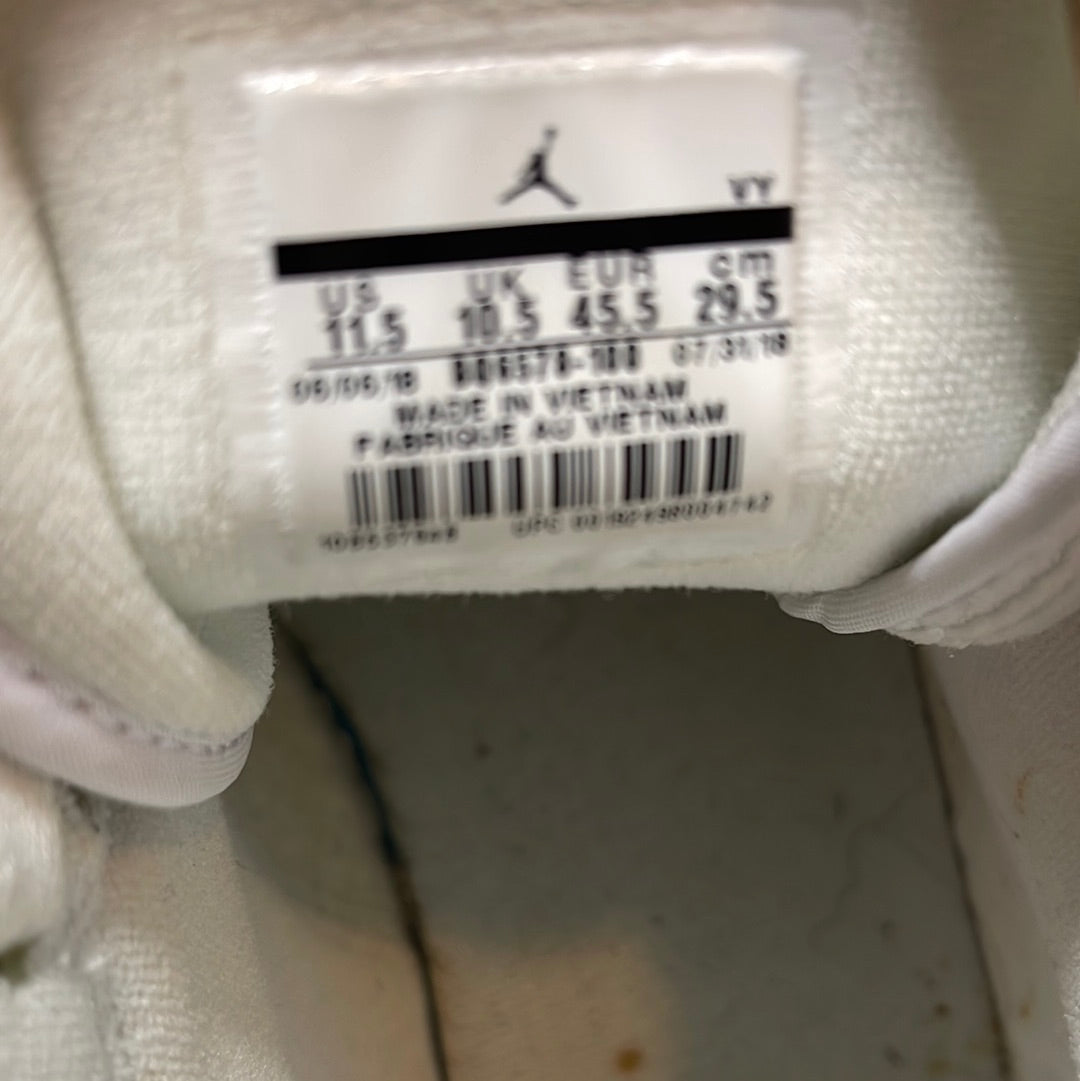 VY
US UK EUR cm
11.5 10.5 45.5 29.5
06/06/18 07/31/18
MADE IN VIETNAM
FABRIQUE AU VIETNAM
UPC